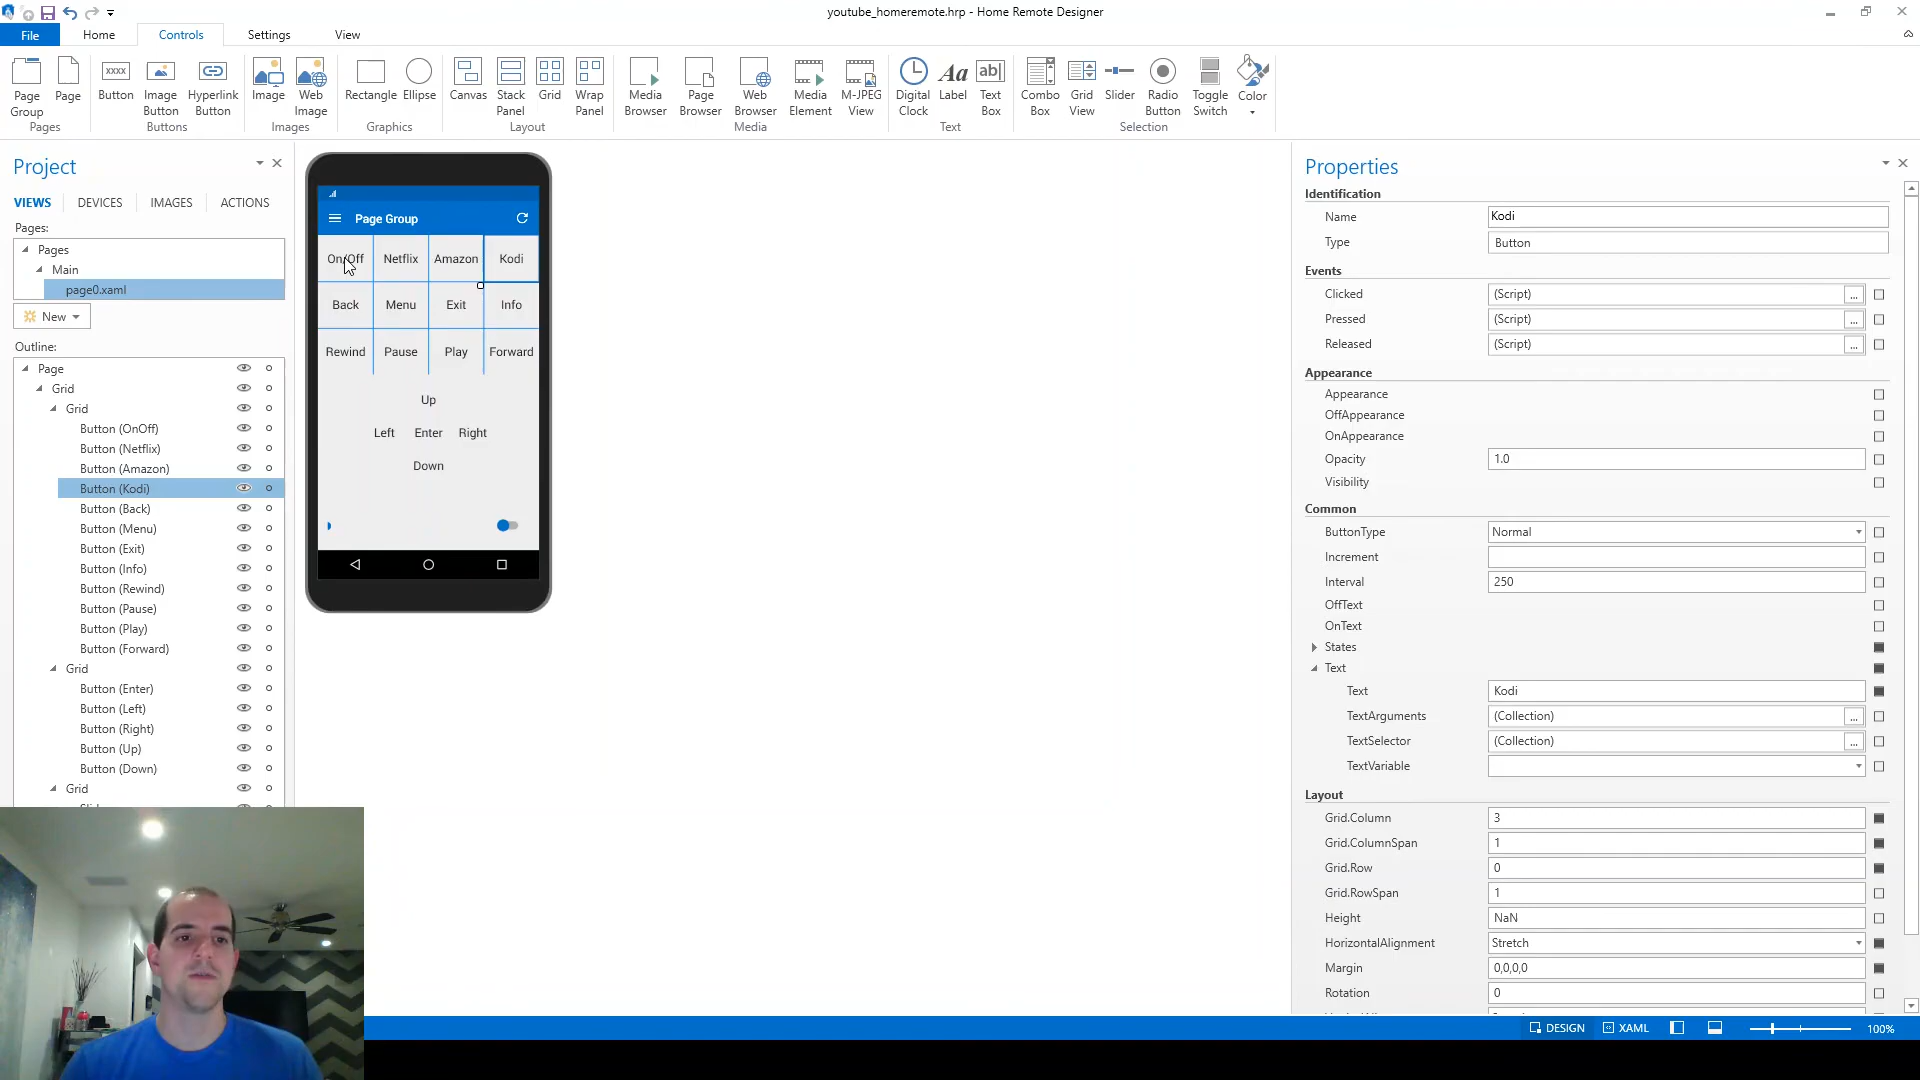 youtube_homeremote.hrp - Home Remote Designer
File
Home
Controls
Settings
View
Page Group
Page
xxxx
Button
Image Button
Hyperlink Button
Image
Web Image
Rectangle
Ellipse
Canvas
Stack Panel
Grid
Wrap Panel
Media Browser
Page Browser
Web Browser
Media Element
M-JPEG View
Digital Clock
Aa
Label
ab|
Text Box
Combo Box
Grid View
Slider
Radio Button
Toggle Switch
Color
Pages
Buttons
Images
Graphics
Layout
Media
Text
Selection
Project
VIEWS
DEVICES
IMAGES
ACTIONS
Pages:
Pages
Main
page0.xaml
New
Outline:
Page
Grid
Grid
Button (OnOff)
Button (Netflix)
Button (Amazon)
Button (Kodi)
Button (Back)
Button (Menu)
Button (Exit)
Button (Info)
Button (Rewind)
Button (Pause)
Button (Play)
Button (Forward)
Grid
Button (Enter)
Button (Left)
Button (Right)
Button (Up)
Button (Down)
Grid
Page Group
On/Off
Netflix
Amazon
Kodi
Back
Menu
Exit
Info
Rewind
Pause
Play
Forward
Up
Left
Enter
Right
Down
Properties
Identification
Name
Kodi
Type
Button
Events
Clicked
(Script)
...
Pressed
(Script)
...
Released
(Script)
...
Appearance
Appearance
OffAppearance
OnAppearance
Opacity
1.0
Visibility
Common
ButtonType
Normal
Increment
Interval
250
OffText
OnText
States
Text
Text
Kodi
TextArguments
(Collection)
...
TextSelector
(Collection)
...
TextVariable
Layout
Grid.Column
3
Grid.ColumnSpan
1
Grid.Row
0
Grid.RowSpan
1
Height
NaN
HorizontalAlignment
Stretch
Margin
0,0,0,0
Rotation
0
DESIGN
XAML
100%